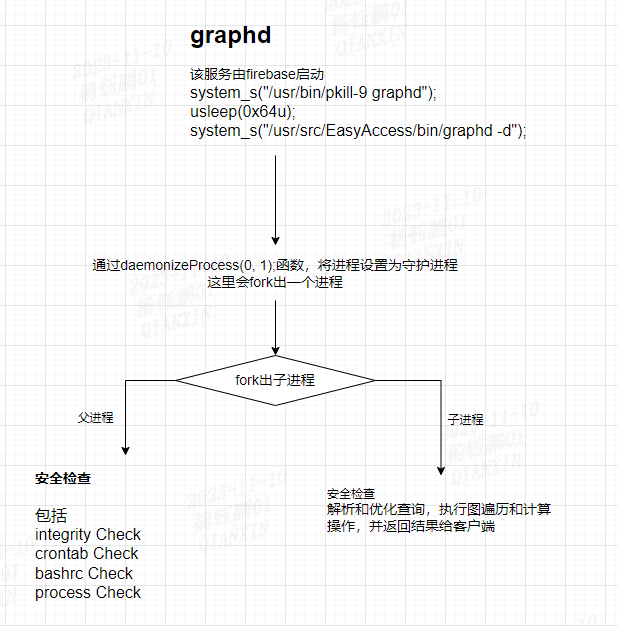 graphd
该服务由firebase启动
system_s("/usr/bin/pkill-9 graphd");
usleep(0x64u);
system_s("/usr/src/EasyAccess/bin/graphd -d");
通过daemonizeProcess(0, 1);函数，将进程设置为守护进程
这里会fork出一个进程
fork出子进程
父进程
子进程
安全检查
包括
integrity Check
crontab Check
bashrc Check
process Check
安全检查
解析和优化查询，执行图遍历和计算
操作，并返回结果给客户端
2023-11-10
杨钰鹏01
QIANXIN